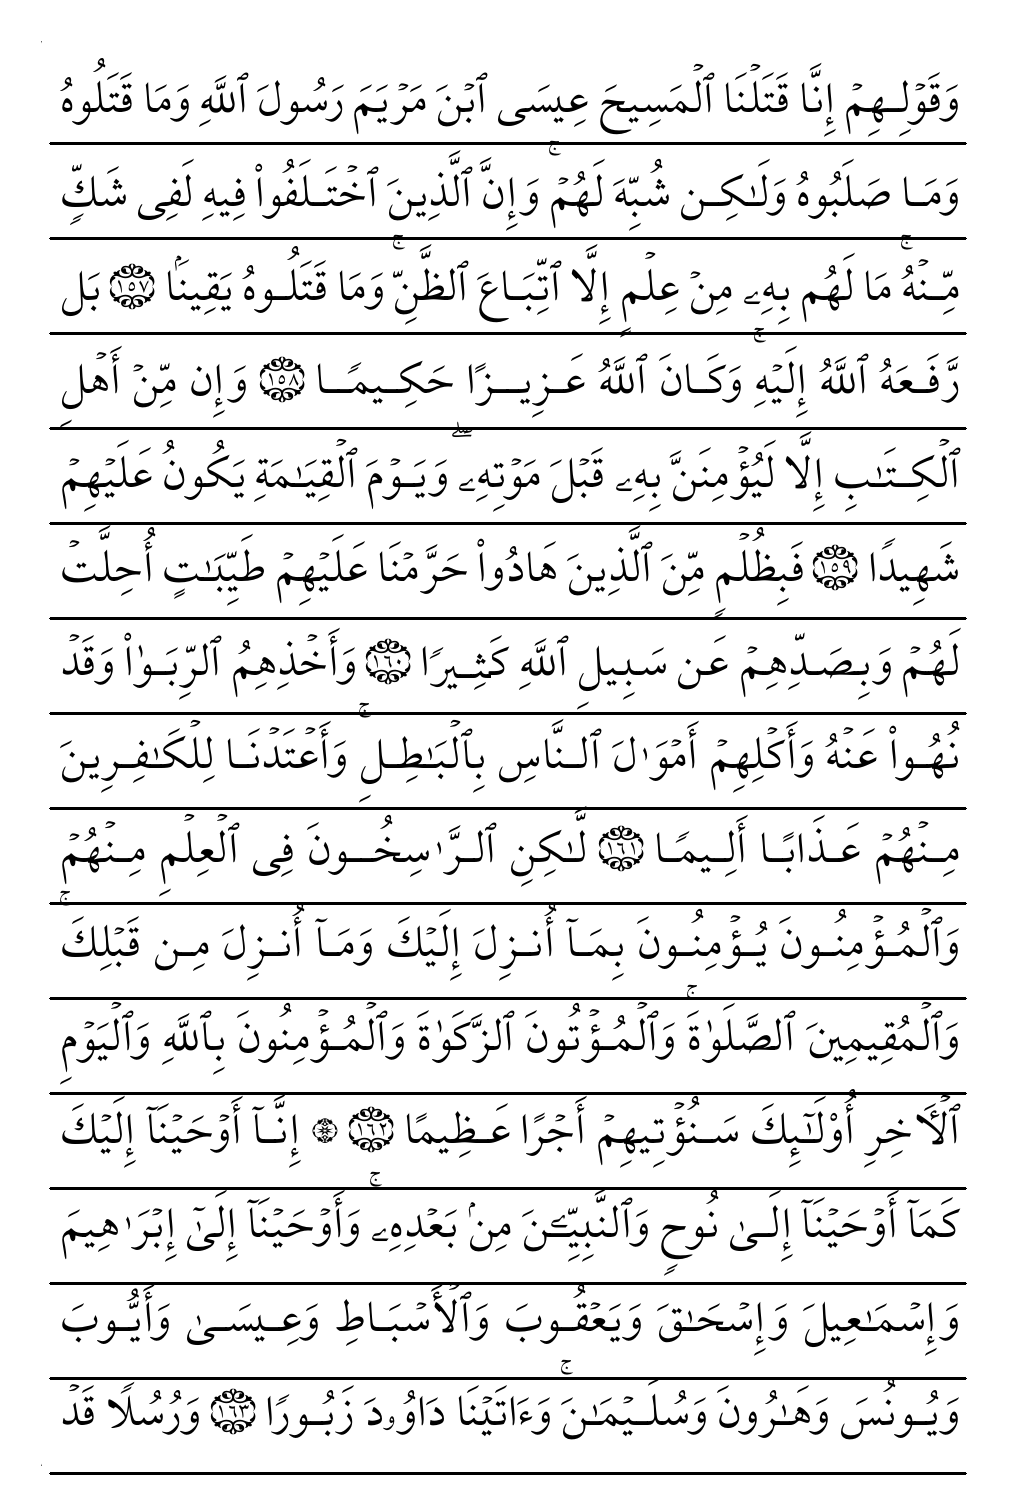 وَقَوۡلِهِمۡ إِنَّا قَتَلۡنَا ٱلۡمَسِيحَ عِيسَى ٱبۡنَ مَرۡيَمَ رَسُولَ ٱللَّهِ وَمَا قَتَلُوهُ
وَمَا صَلَبُوهُ وَلَٰكِن شُبِّهَ لَهُمۡۚ وَإِنَّ ٱلَّذِينَ ٱخۡتَلَفُواْ فِيهِ لَفِى شَكّٖ
مِّنۡهُۚ مَا لَهُم بِهِۦ مِنۡ عِلۡمٍ إِلَّا ٱتِّبَاعَ ٱلظَّنِّۚ وَمَا قَتَلُوهُ يَقِينَۢا ١٥٧ بَل
رَّفَعَهُ ٱللَّهُ إِلَيۡهِۚ وَكَانَ ٱللَّهُ عَزِيزًا حَكِيمٗا ١٥٨ وَإِن مِّنۡ أَهۡلِ
ٱلۡكِتَٰبِ إِلَّا لَيُؤۡمِنَنَّ بِهِۦ قَبۡلَ مَوۡتِهِۦۖ وَيَوۡمَ ٱلۡقِيَٰمَةِ يَكُونُ عَلَيۡهِمۡ
شَهِيدٗا ١٥٩ فَبِظُلۡمٖ مِّنَ ٱلَّذِينَ هَادُواْ حَرَّمۡنَا عَلَيۡهِمۡ طَيِّبَٰتٍ أُحِلَّتۡ
لَهُمۡ وَبِصَدِّهِمۡ عَن سَبِيلِ ٱللَّهِ كَثِيرٗا ١٦٠ وَأَخۡذِهِمُ ٱلرِّبَوٰاْ وَقَدۡ
نُهُواْ عَنۡهُ وَأَكۡلِهِمۡ أَمۡوَٰلَ ٱلنَّاسِ بِٱلۡبَٰطِلِۚ وَأَعۡتَدۡنَا لِلۡكَٰفِرِينَ
مِنۡهُمۡ عَذَابًا أَلِيمٗا ١٦١ لَّٰكِنِ ٱلرَّٰسِخُونَ فِى ٱلۡعِلۡمِ مِنۡهُمۡ
وَٱلۡمُؤۡمِنُونَ يُؤۡمِنُونَ بِمَآ أُنزِلَ إِلَيۡكَ وَمَآ أُنزِلَ مِن قَبۡلِكَۚ
وَٱلۡمُقِيمِينَ ٱلصَّلَوٰةَۚ وَٱلۡمُؤۡتُونَ ٱلزَّكَوٰةَ وَٱلۡمُؤۡمِنُونَ بِٱللَّهِ وَٱلۡيَوۡمِ
ٱلۡأٓخِرِ أُوْلَٰٓئِكَ سَنُؤۡتِيهِمۡ أَجۡرًا عَظِيمًا ١٦٢ ۞ إِنَّآ أَوۡحَيۡنَآ إِلَيۡكَ
كَمَآ أَوۡحَيۡنَآ إِلَىٰ نُوحٖ وَٱلنَّبِيِّـۧنَ مِنۢ بَعۡدِهِۦۚ وَأَوۡحَيۡنَآ إِلَىٰٓ إِبۡرَٰهِيمَ
وَإِسۡمَٰعِيلَ وَإِسۡحَٰقَ وَيَعۡقُوبَ وَٱلۡأَسۡبَاطِ وَعِيسَىٰ وَأَيُّوبَ
وَيُونُسَ وَهَٰرُونَ وَسُلَيۡمَٰنَۚ وَءَاتَيۡنَا دَاوُۥدَ زَبُورٗا ١٦٣ وَرُسُلٗا قَدۡ